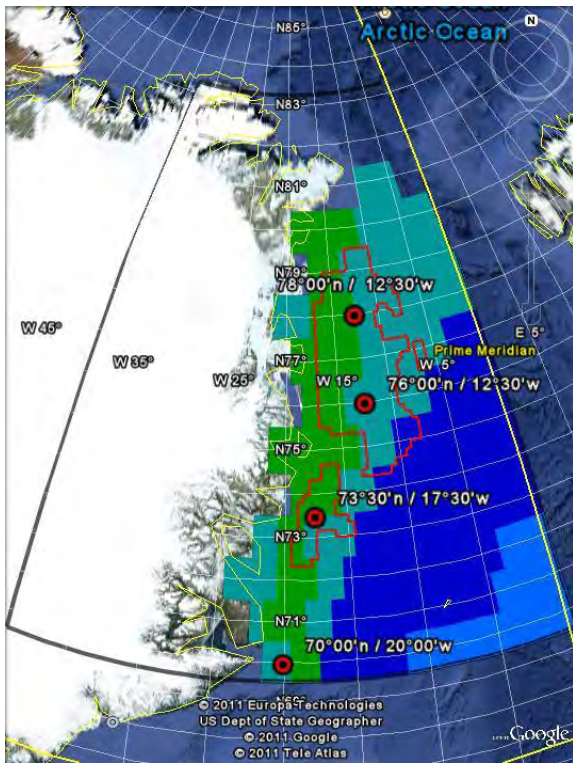 N
N85°
Arctic Ocean
N83°
N81°
N79°
78°00'n / 12°30'w
W 45°
E 5°
Prime Meridian
W 35°
N77°
W 5°
W 25°
W 15°
76°00'n / 12°30'w
N75°
73°30'n / 17°30'w
N73°
N71°
70°00'n / 20°00'w
N69°
© 2011 Europa Technologies
US Dept of State Geographer
© 2011 Google
© 2011 Tele Atlas
Google